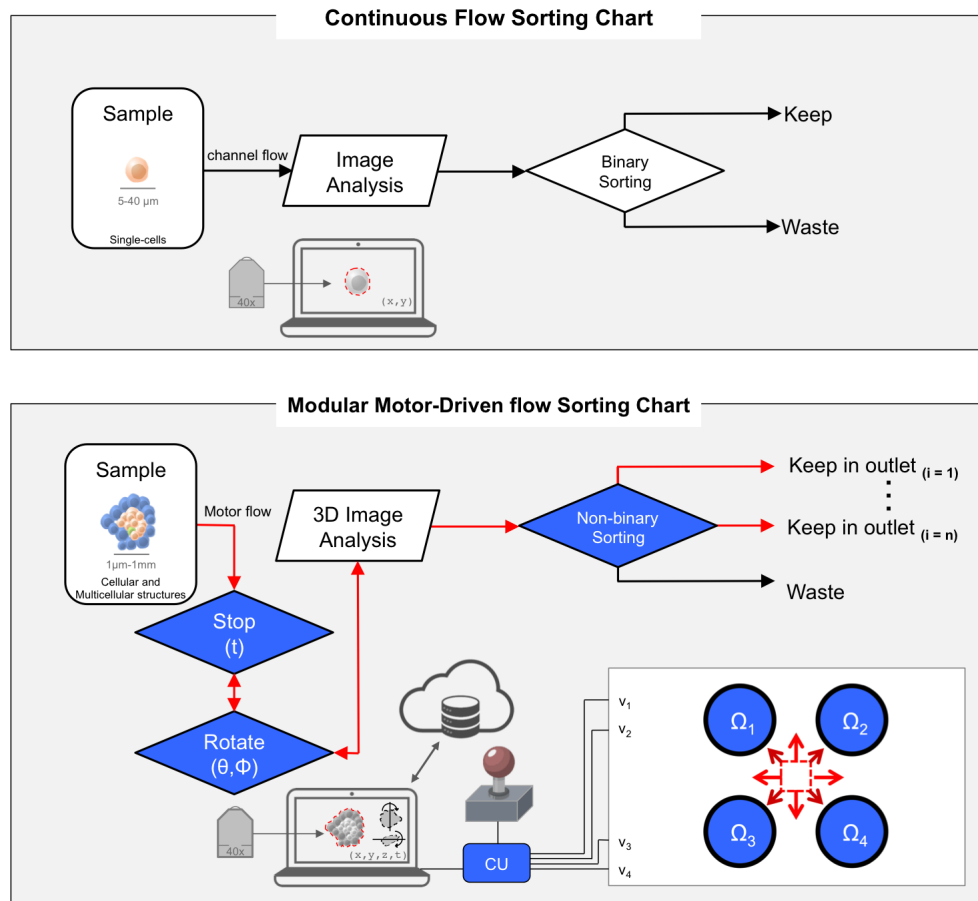 Continuous Flow Sorting Chart
Sample
5-40 µm
Single-cells
channel flow
Image
Analysis
Binary
Sorting
Keep
Waste
40x
(x,y)
Modular Motor-Driven flow Sorting Chart
Sample
1µm-1mm
Cellular and
Multicellular structures
Motor flow
Stop
(t)
Rotate
(θ,Φ)
3D Image
Analysis
Non-binary
Sorting
Keep in outlet (i = 1)
Keep in outlet (i = n)
Waste
40x
(x,y,z,t)
CU
v₁
v₂
v₃
v₄
Ω₁
Ω₂
Ω₃
Ω₄